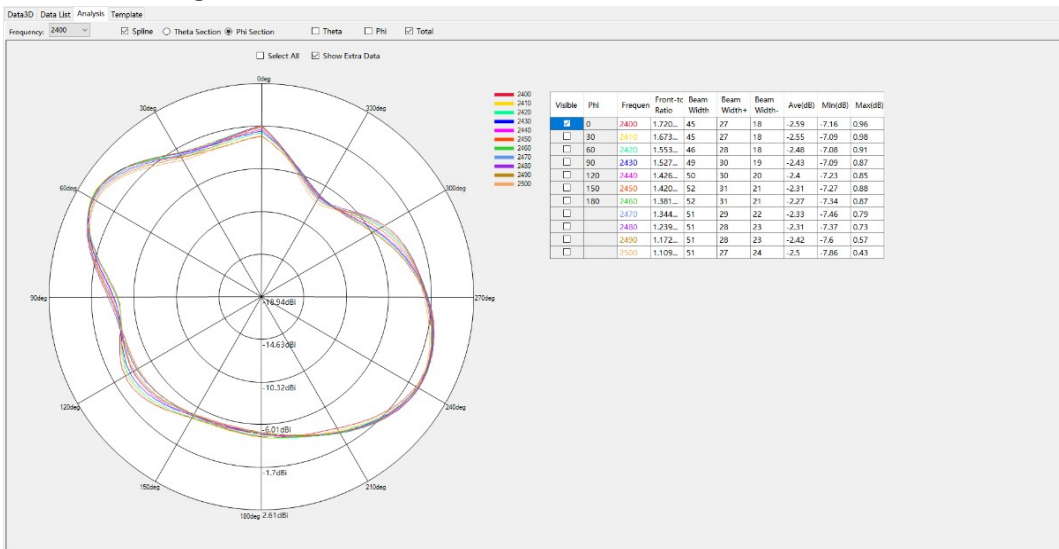 Data3D Data List Analysis Template
Frequency: 2400 Spline Theta Section Phi Section Theta Phi Total
Select All Show Extra Data
0deg
30deg
330deg
60deg
300deg
90deg
-18.94dBi
270deg
-14.63dBi
-10.32dBi
120deg
240deg
-6.01dBi
-1.7dBi
150deg
210deg
180deg 2.61dBi
2400
2410
2420
2430
2440
2450
2460
2470
2480
2490
2500
Visible Phi Frequen Front-to Ratio Beam Width Beam Width+ Beam Width- Ave(dB) Min(dB) Max(dB)
0 2400 1.720... 45 27 18 -2.59 -7.16 0.96
30 2410 1.673... 45 27 18 -2.55 -7.09 0.98
60 2420 1.553... 46 28 18 -2.48 -7.08 0.91
90 2430 1.527... 49 30 19 -2.43 -7.09 0.87
120 2440 1.426... 50 30 20 -2.4 -7.23 0.85
150 2450 1.420... 52 31 21 -2.31 -7.27 0.88
180 2460 1.381... 52 31 21 -2.27 -7.34 0.87
2470 1.344... 51 29 22 -2.33 -7.46 0.79
2480 1.239... 51 28 23 -2.31 -7.37 0.73
2490 1.172... 51 28 23 -2.42 -7.6 0.57
2500 1.109... 51 27 24 -2.5 -7.86 0.43